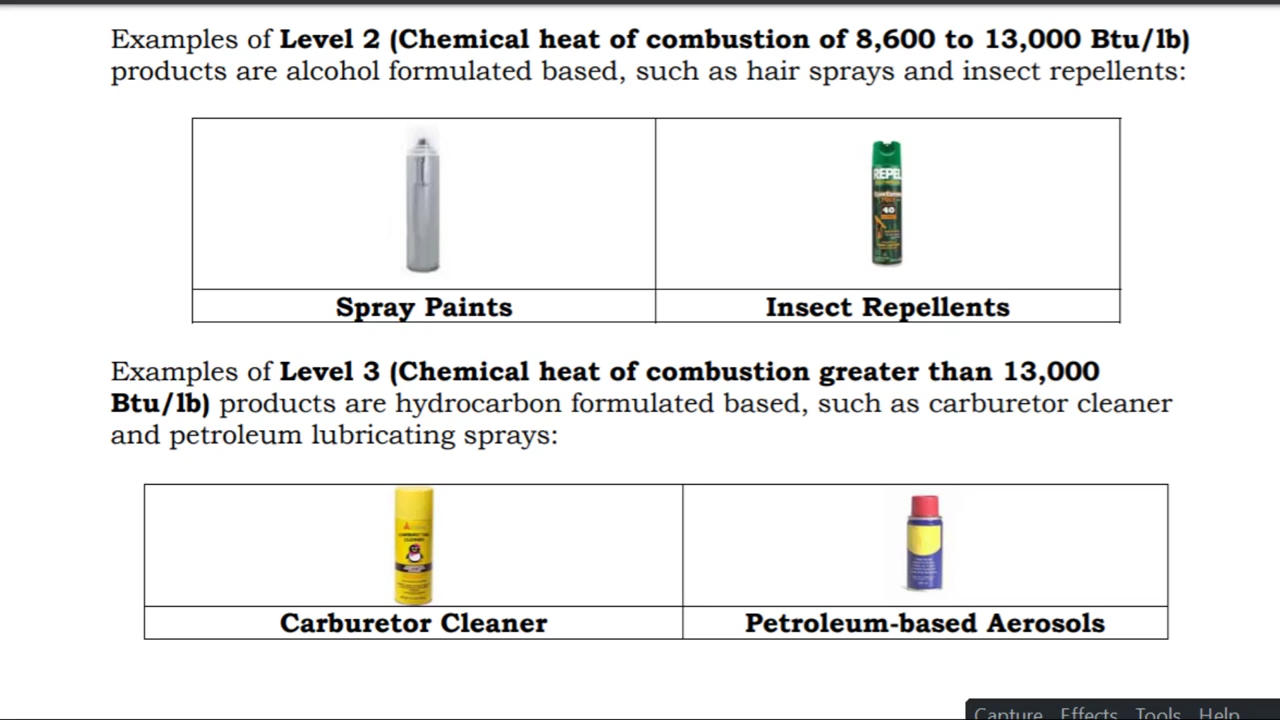 Examples of Level 2 (Chemical heat of combustion of 8,600 to 13,000 Btu/lb)
products are alcohol formulated based, such as hair sprays and insect repellents:
REPEL
40
Spray Paints
Insect Repellents
Examples of Level 3 (Chemical heat of combustion greater than 13,000
Btu/lb) products are hydrocarbon formulated based, such as carburetor cleaner
and petroleum lubricating sprays:
CLEANER
Carburetor Cleaner
Petroleum-based Aerosols
Capture Effects Tools Help